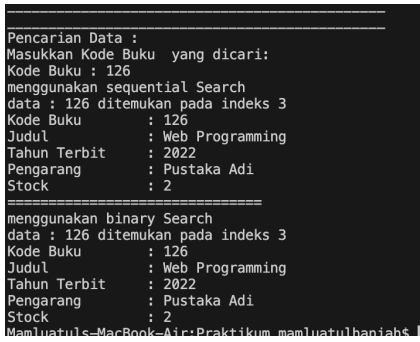 Pencarian Data :
Masukkan Kode Buku  yang dicari:
Kode Buku : 126
menggunakan sequential Search
data : 126 ditemukan pada indeks 3
Kode Buku        : 126
Judul            : Web Programming
Tahun Terbit     : 2022
Pengarang        : Pustaka Adi
Stock            : 2
===============================
menggunakan binary Search
data : 126 ditemukan pada indeks 3
Kode Buku        : 126
Judul            : Web Programming
Tahun Terbit     : 2022
Pengarang        : Pustaka Adi
Stock            : 2
Mamluatuls-MacBook-Air:Praktikum mamluatulhaniah$